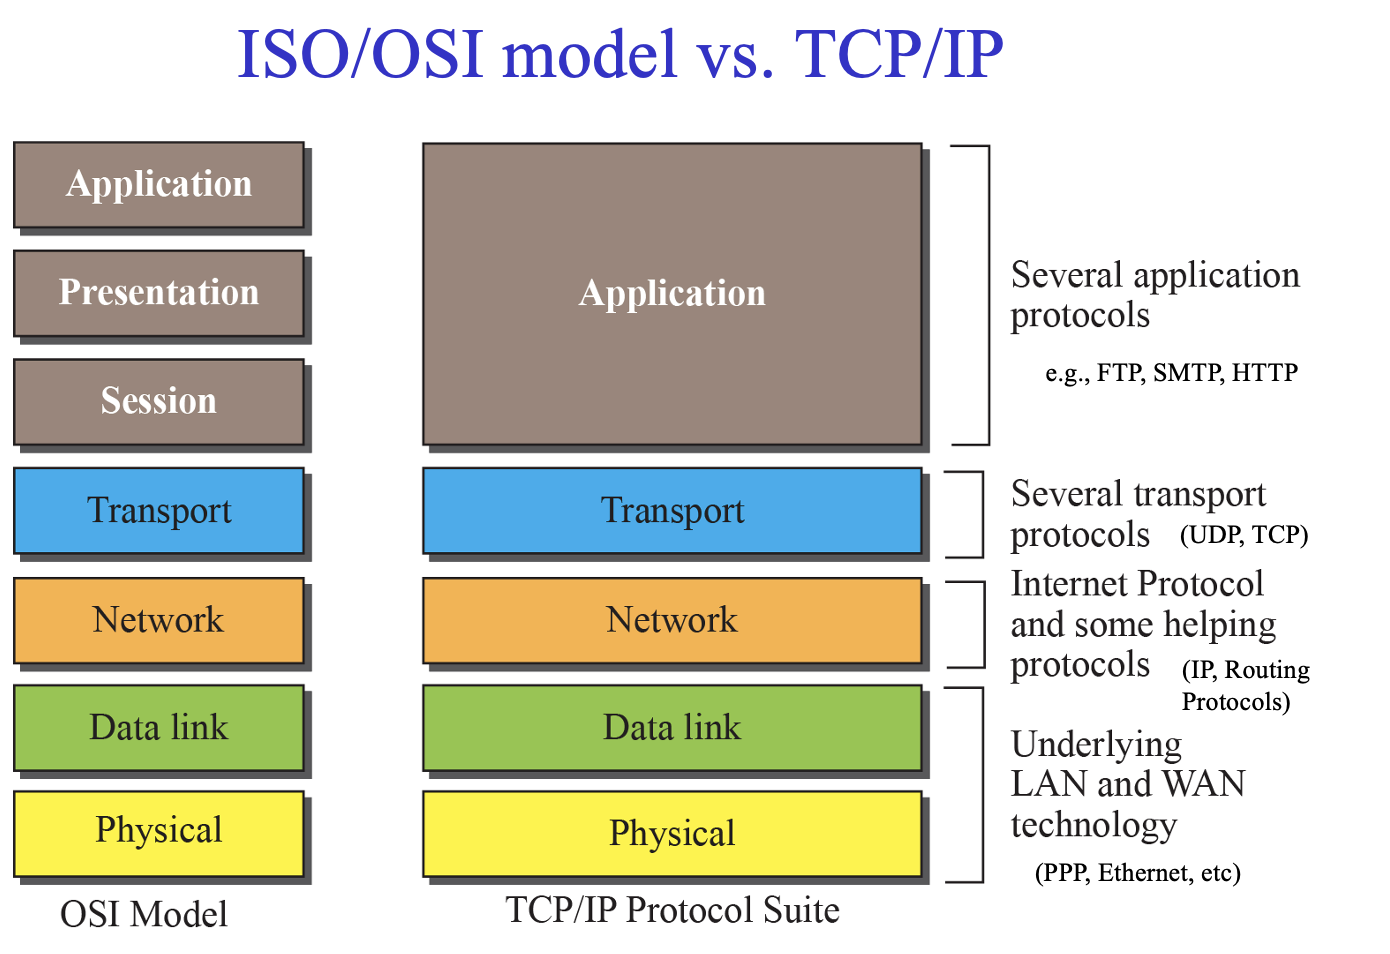 ISO/OSI model vs. TCP/IP
Application
Presentation
Session
Transport
Network
Data link
Physical
OSI Model
Application
Transport
Network
Data link
Physical
TCP/IP Protocol Suite
Several application
protocols
e.g., FTP, SMTP, HTTP
Several transport
protocols (UDP, TCP)
Internet Protocol
and some helping
protocols (IP, Routing
Protocols)
Underlying
LAN and WAN
technology
(PPP, Ethernet, etc)